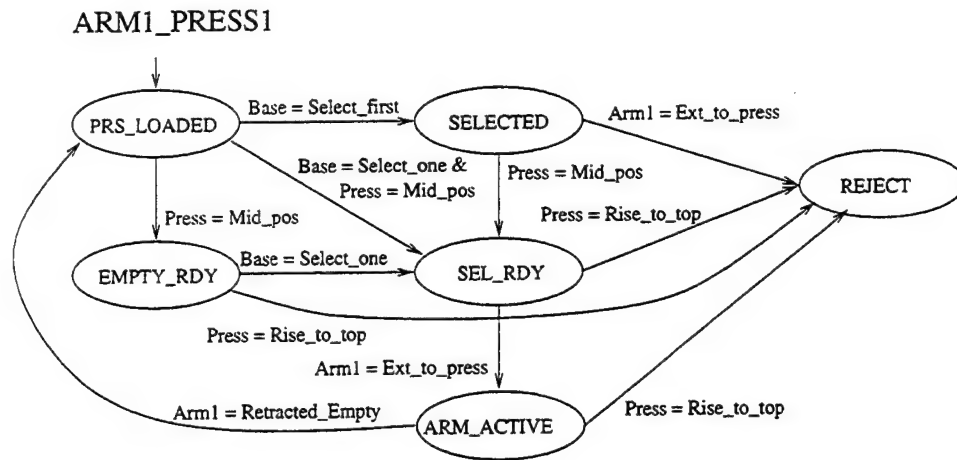 ARM1_PRESS1
Base = Select_first
Arm1 = Ext_to_press
PRS_LOADED
SELECTED
Base = Select_one &
Press = Mid_pos
Press = Mid_pos
REJECT
Press = Mid_pos
Press = Rise_to_top
Base = Select_one
EMPTY_RDY
SEL_RDY
Press = Rise_to_top
Arm1 = Ext_to_press
Arm1 = Retracted_Empty
Press = Rise_to_top
ARM_ACTIVE